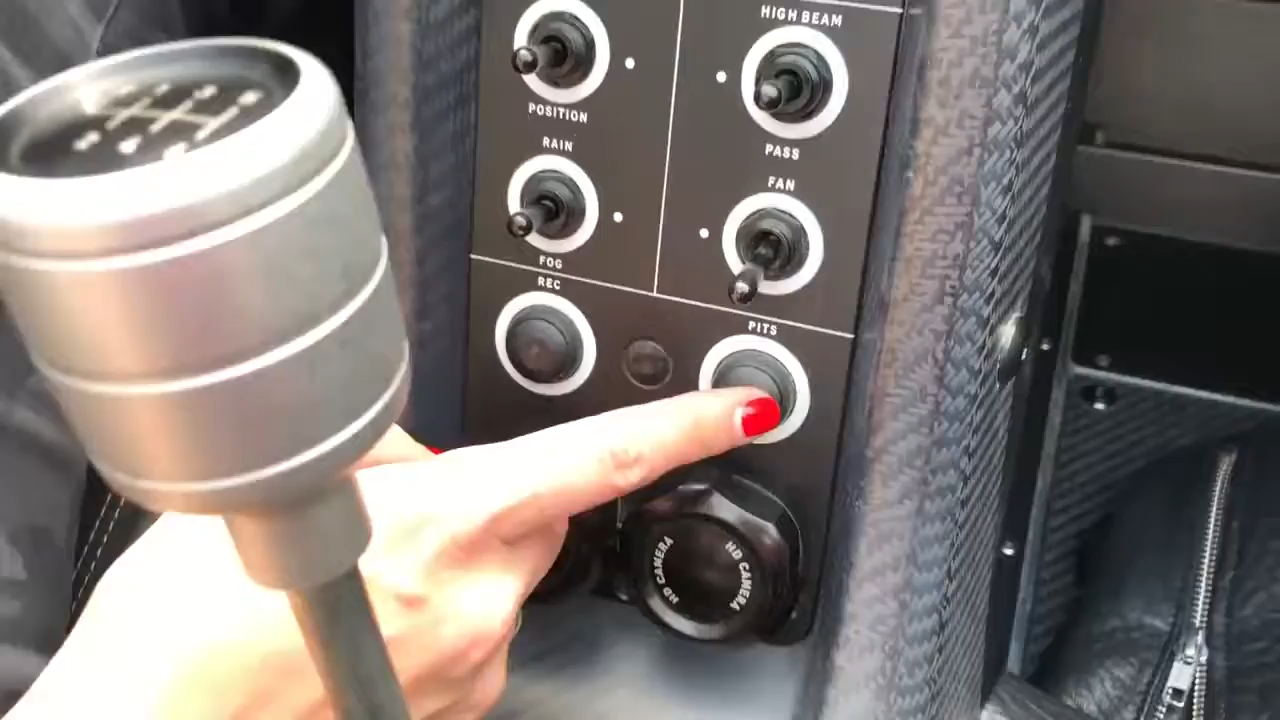 HIGH BEAM
POSITION
PASS
RAIN
FAN
FOG
REC
PITS
HD CAMERA
HD CAMERA